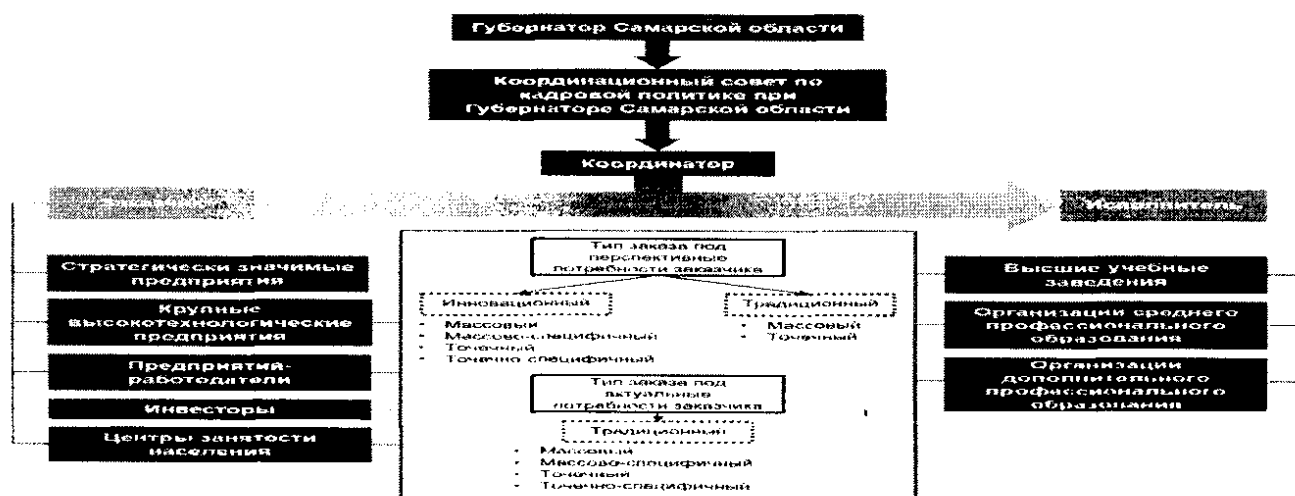 Губернатор Самарской области
Координационный совет по
кадровой политике при
Губернаторе Самарской области
Координатор
Исполнитель
Стратегически значимые
предприятия
Крупные
высокотехнологические
предприятия
Предприятий-
работодатели
Инвесторы
Центры занятости
населения
Тип заказа под
перспективные
потребности заказчика
Инновационный
• Массовый
• Массово-специфичный
• Точечный
• Точечно-специфичный
Традиционный
• Массовый
• Точечный
Тип заказа под
актуальные
потребности заказчика
Традиционный
• Массовый
• Массово-специфичный
• Точечный
• Точечно-специфичный
Высшие учебные
заведения
Организации среднего
профессионального
образования
Организации
дополнительного
профессионального
образования